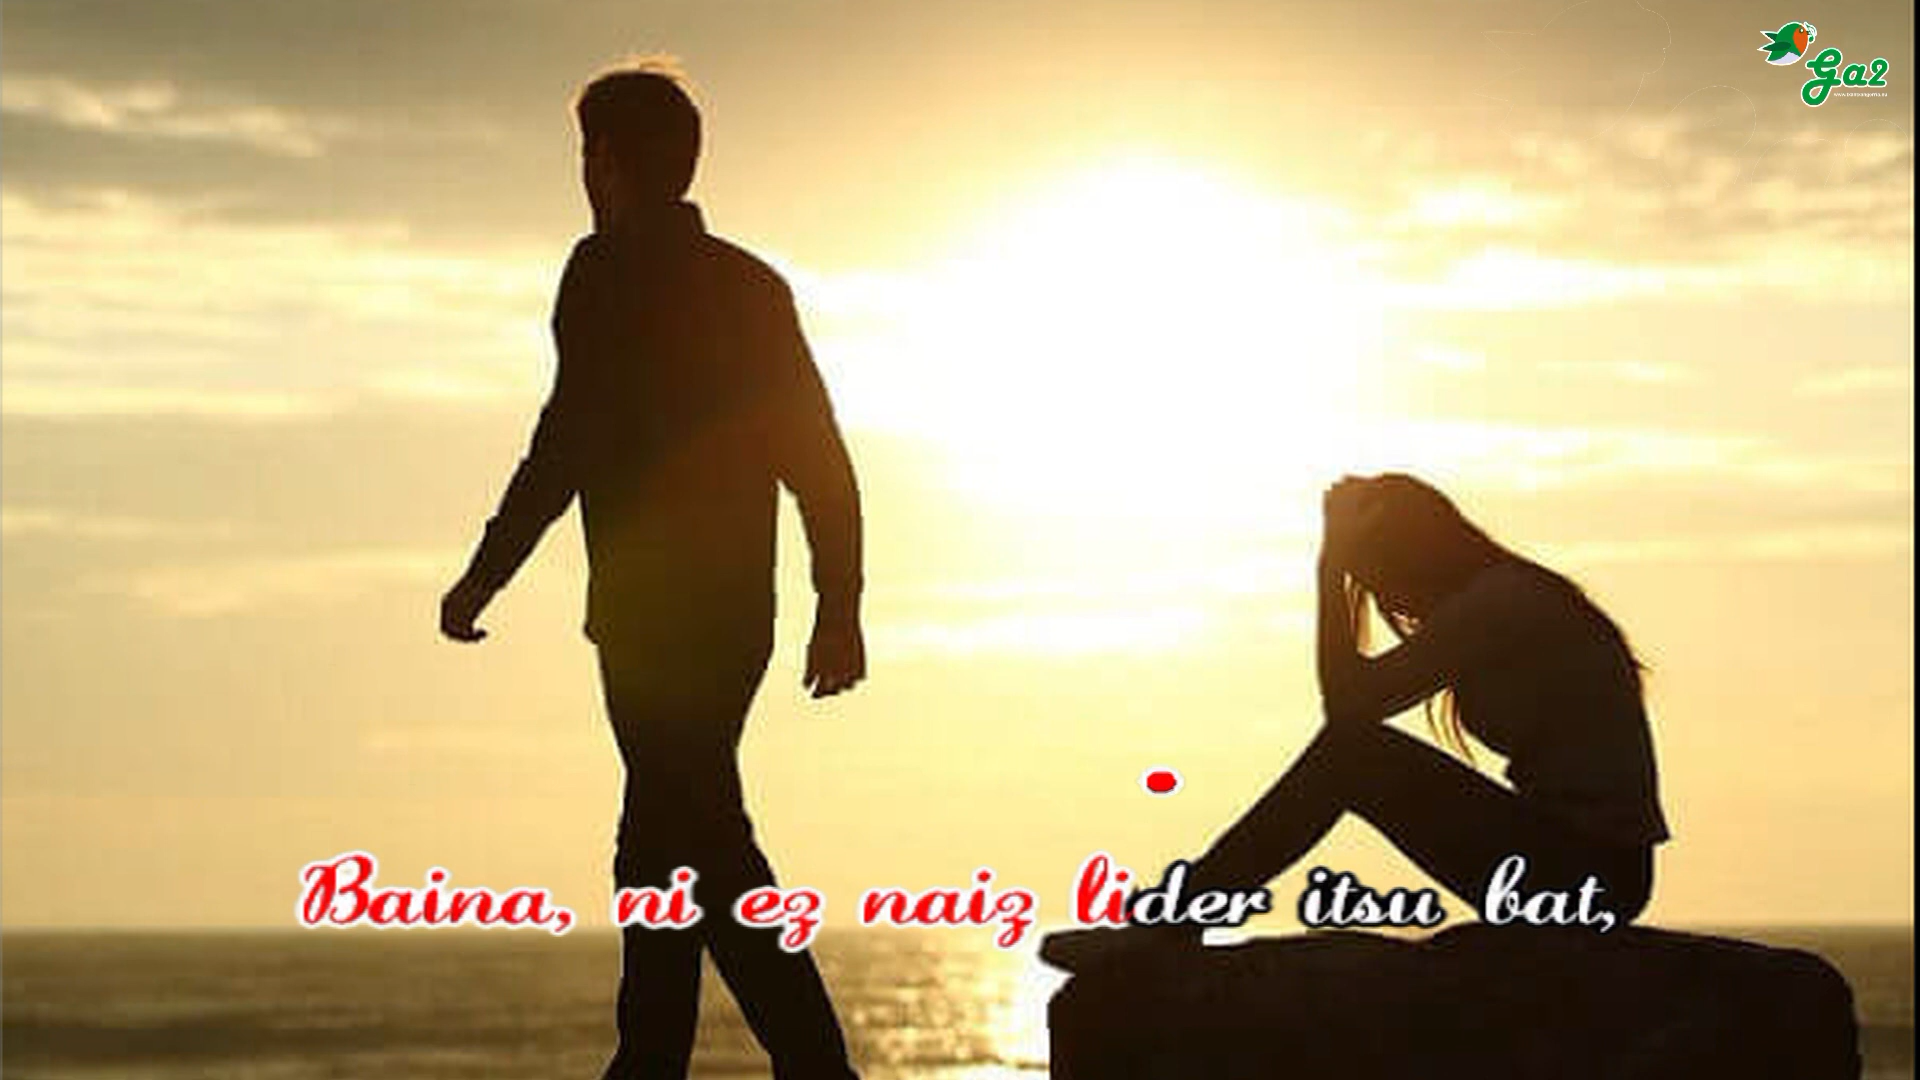 Ga2
Baina, ni ez naiz lider itsu bat,